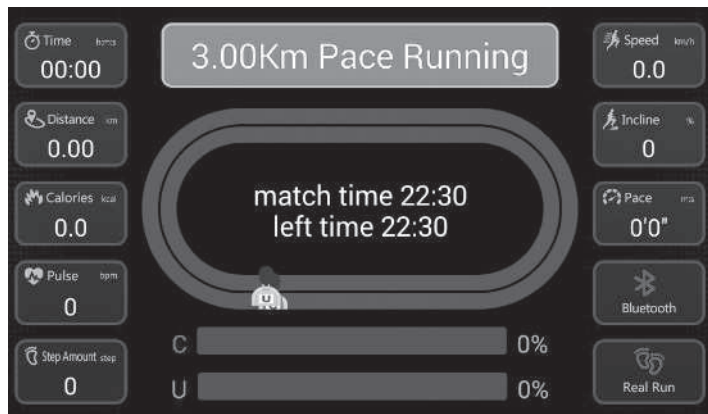 Time
00:00
Distance km
0.00
Calories kcal
0.0
Pulse bpm
0
Step Amount step
0
3.00Km Pace Running
match time 22:30
left time 22:30
U
C 0%
U 0%
Speed km/h
0.0
Incline %
0
Pace
0'0"
Bluetooth
Real Run